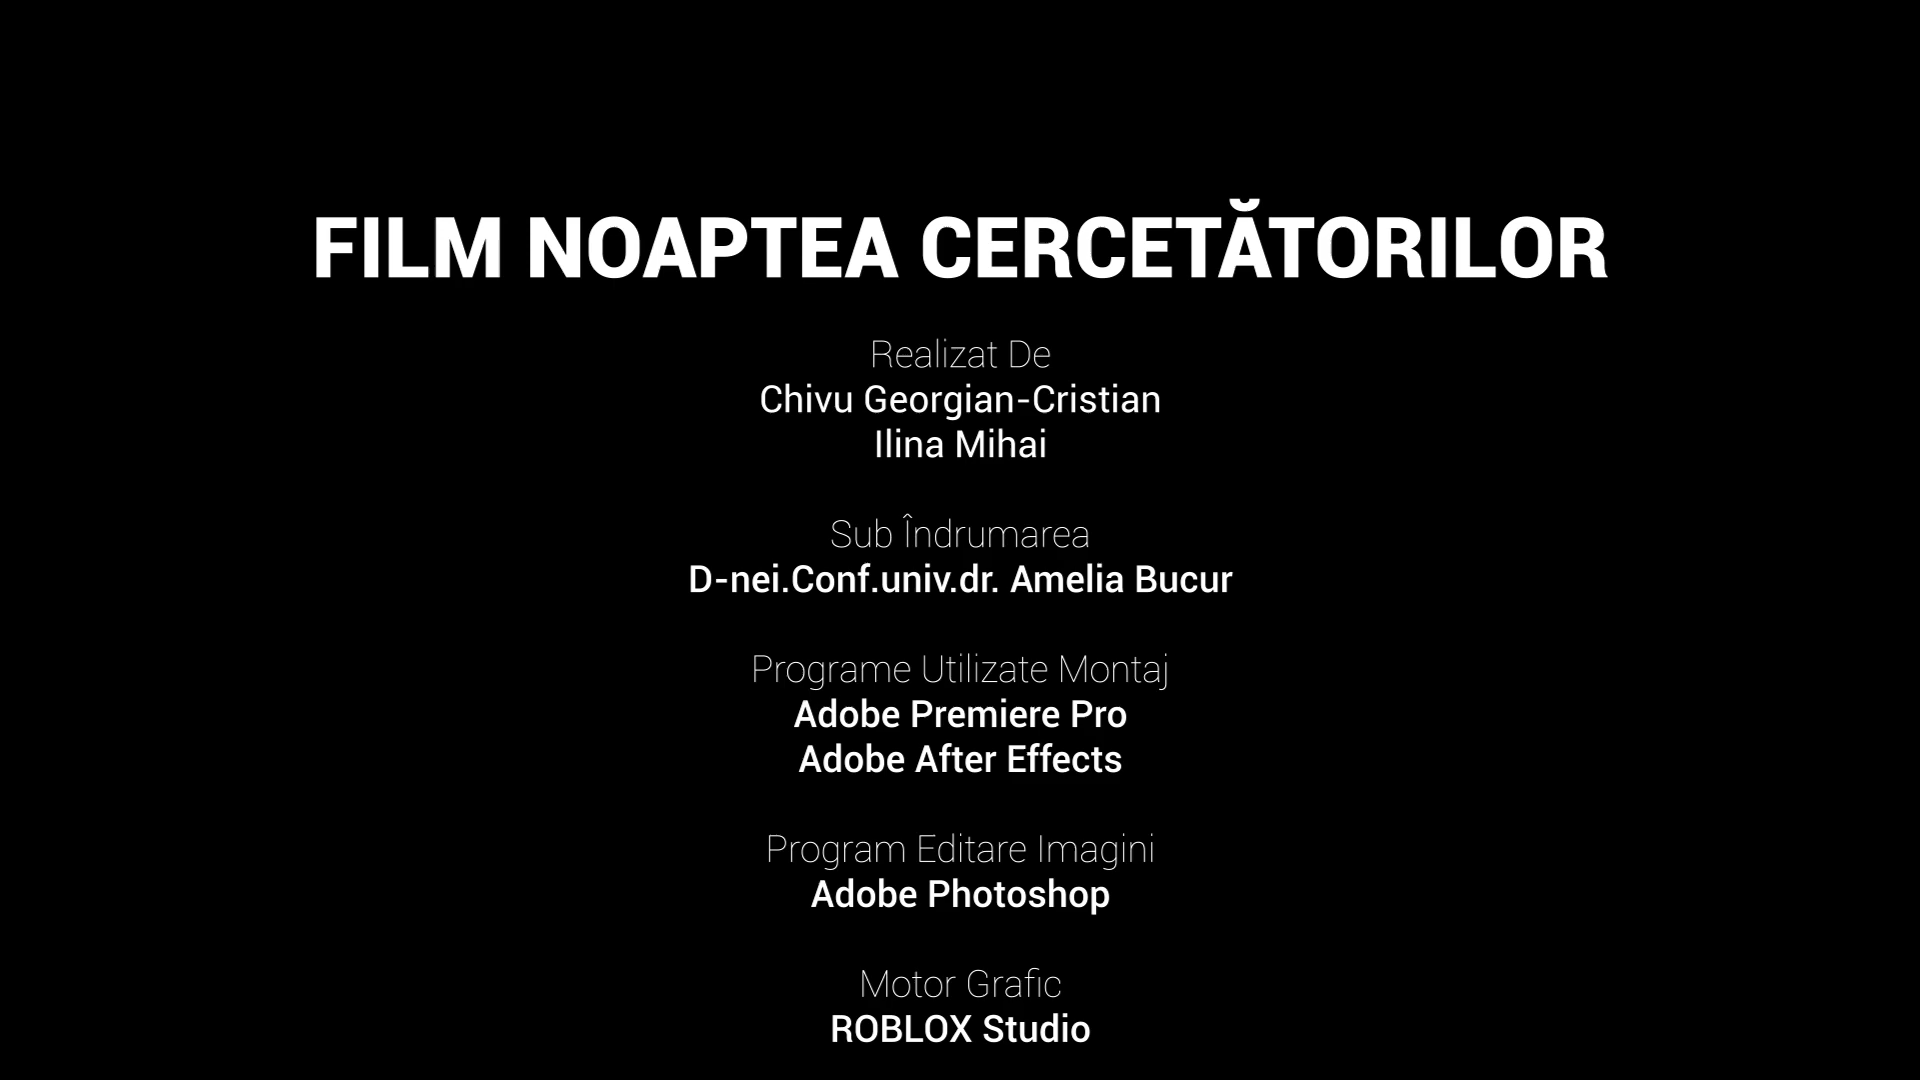 FILM NOAPTEA CERCETĂTORILOR
Realizat De
Chivu Georgian-Cristian
Ilina Mihai
Sub Îndrumarea
D-nei.Conf.univ.dr. Amelia Bucur
Programe Utilizate Montaj
Adobe Premiere Pro
Adobe After Effects
Program Editare Imagini
Adobe Photoshop
Motor Grafic
ROBLOX Studio